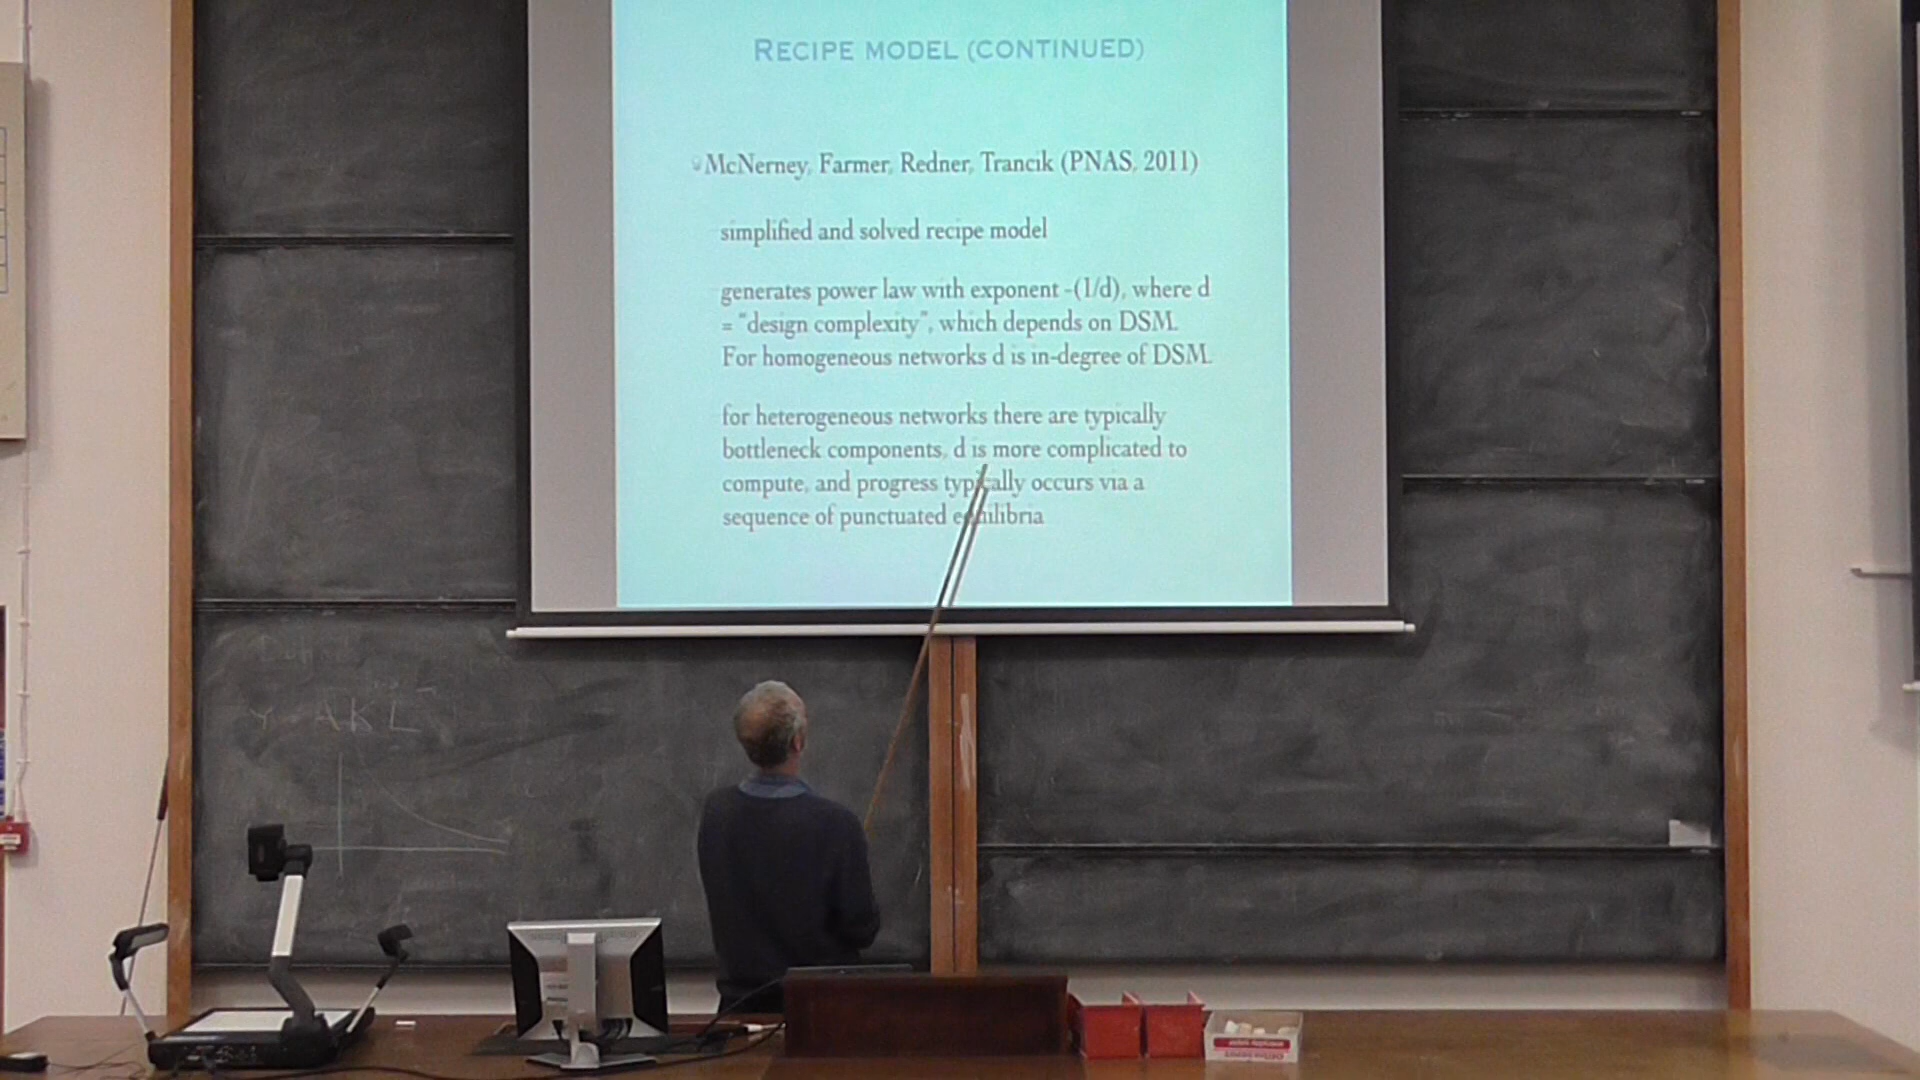 RECIPE MODEL (CONTINUED)
McNerney, Farmer, Redner, Trancik (PNAS, 2011)
simplified and solved recipe model
generates power law with exponent -(1/d), where d
= "design complexity", which depends on DSM.
For homogeneous networks d is in-degree of DSM.
for heterogeneous networks there are typically
bottleneck components, d is more complicated to
compute, and progress typically occurs via a
sequence of punctuated equilibria
Y AKL